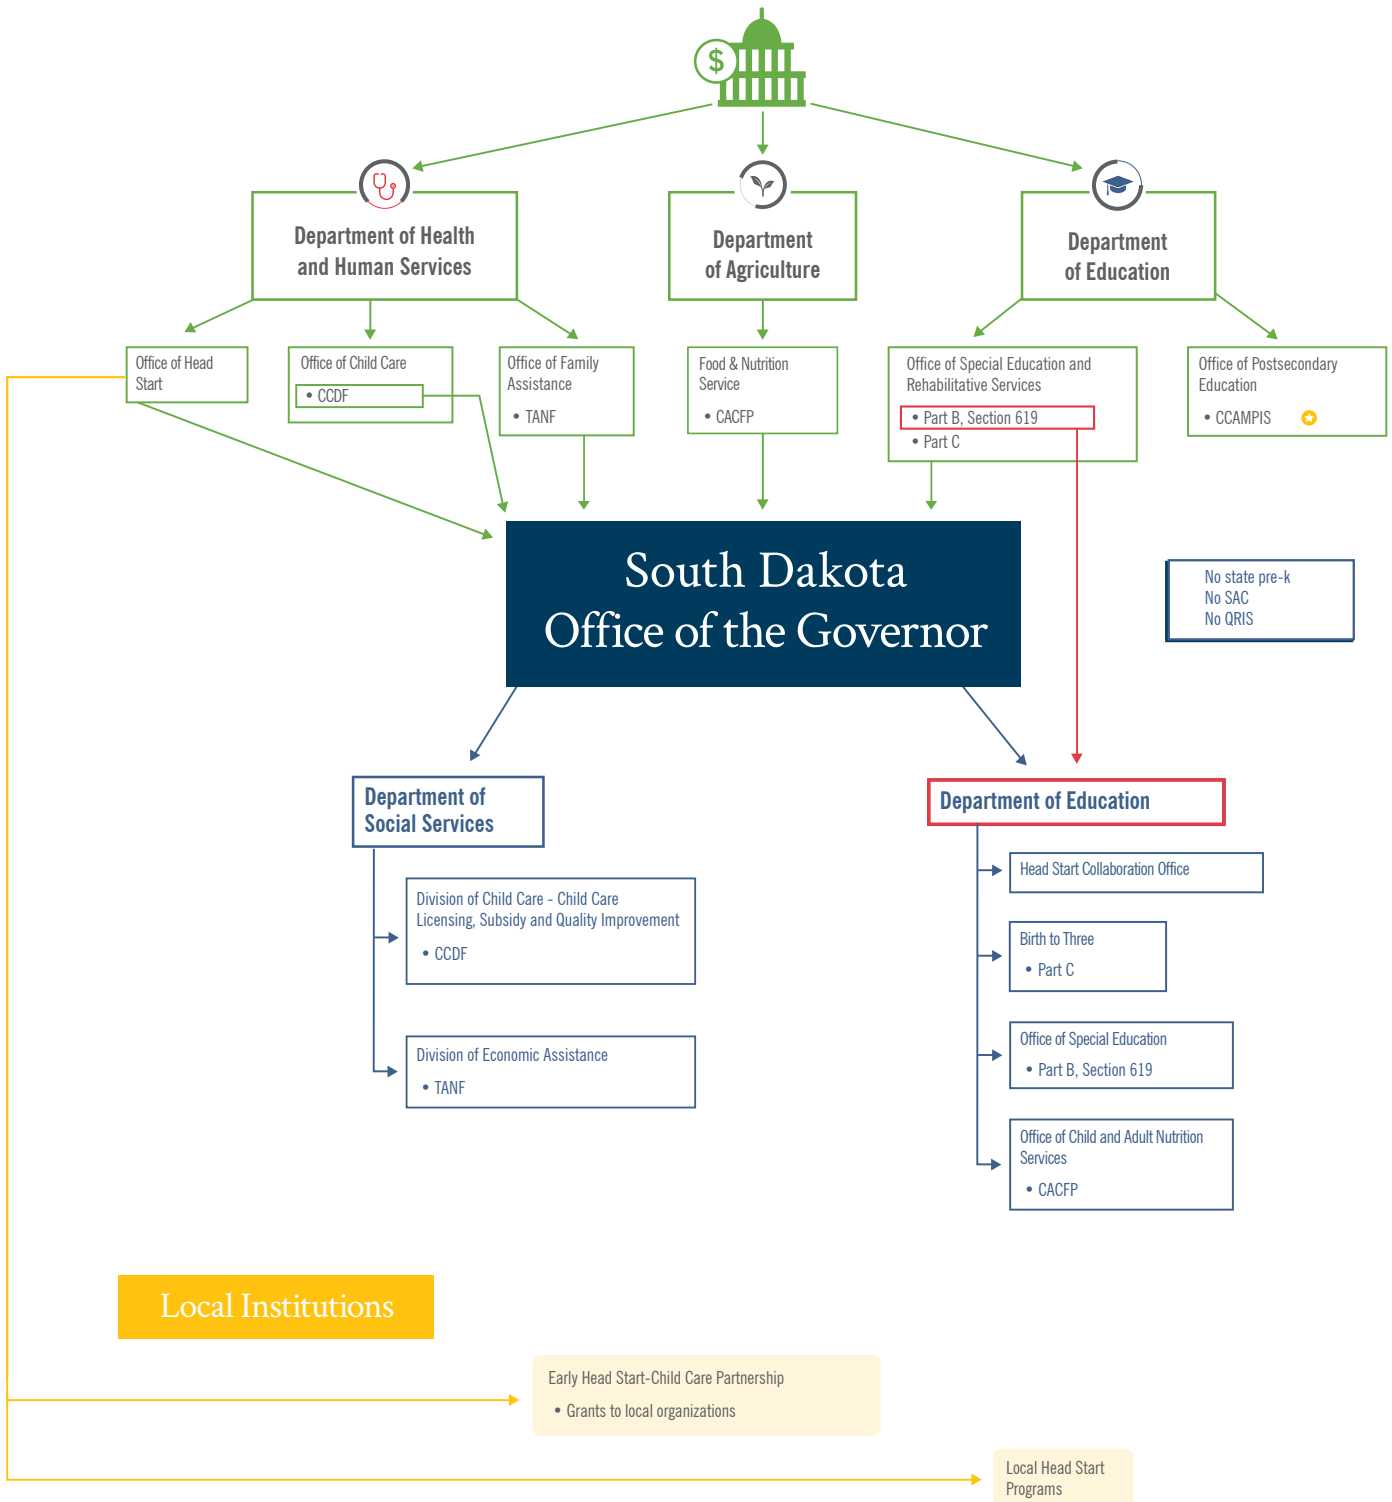 $
Department of Health
and Human Services
Department
of Agriculture
Department
of Education
Office of Head
Start
Office of Child Care
• CCDF
Office of Family
Assistance
• TANF
Food & Nutrition
Service
• CACFP
Office of Special Education and
Rehabilitative Services
• Part B, Section 619
• Part C
Office of Postsecondary
Education
• CCAMPIS
South Dakota
Office of the Governor
No state pre-k
No SAC
No QRIS
Department of
Social Services
Division of Child Care - Child Care
Licensing, Subsidy and Quality Improvement
• CCDF
Division of Economic Assistance
• TANF
Department of Education
Head Start Collaboration Office
Birth to Three
• Part C
Office of Special Education
• Part B, Section 619
Office of Child and Adult Nutrition
Services
• CACFP
Local Institutions
Early Head Start-Child Care Partnership
• Grants to local organizations
Local Head Start
Programs